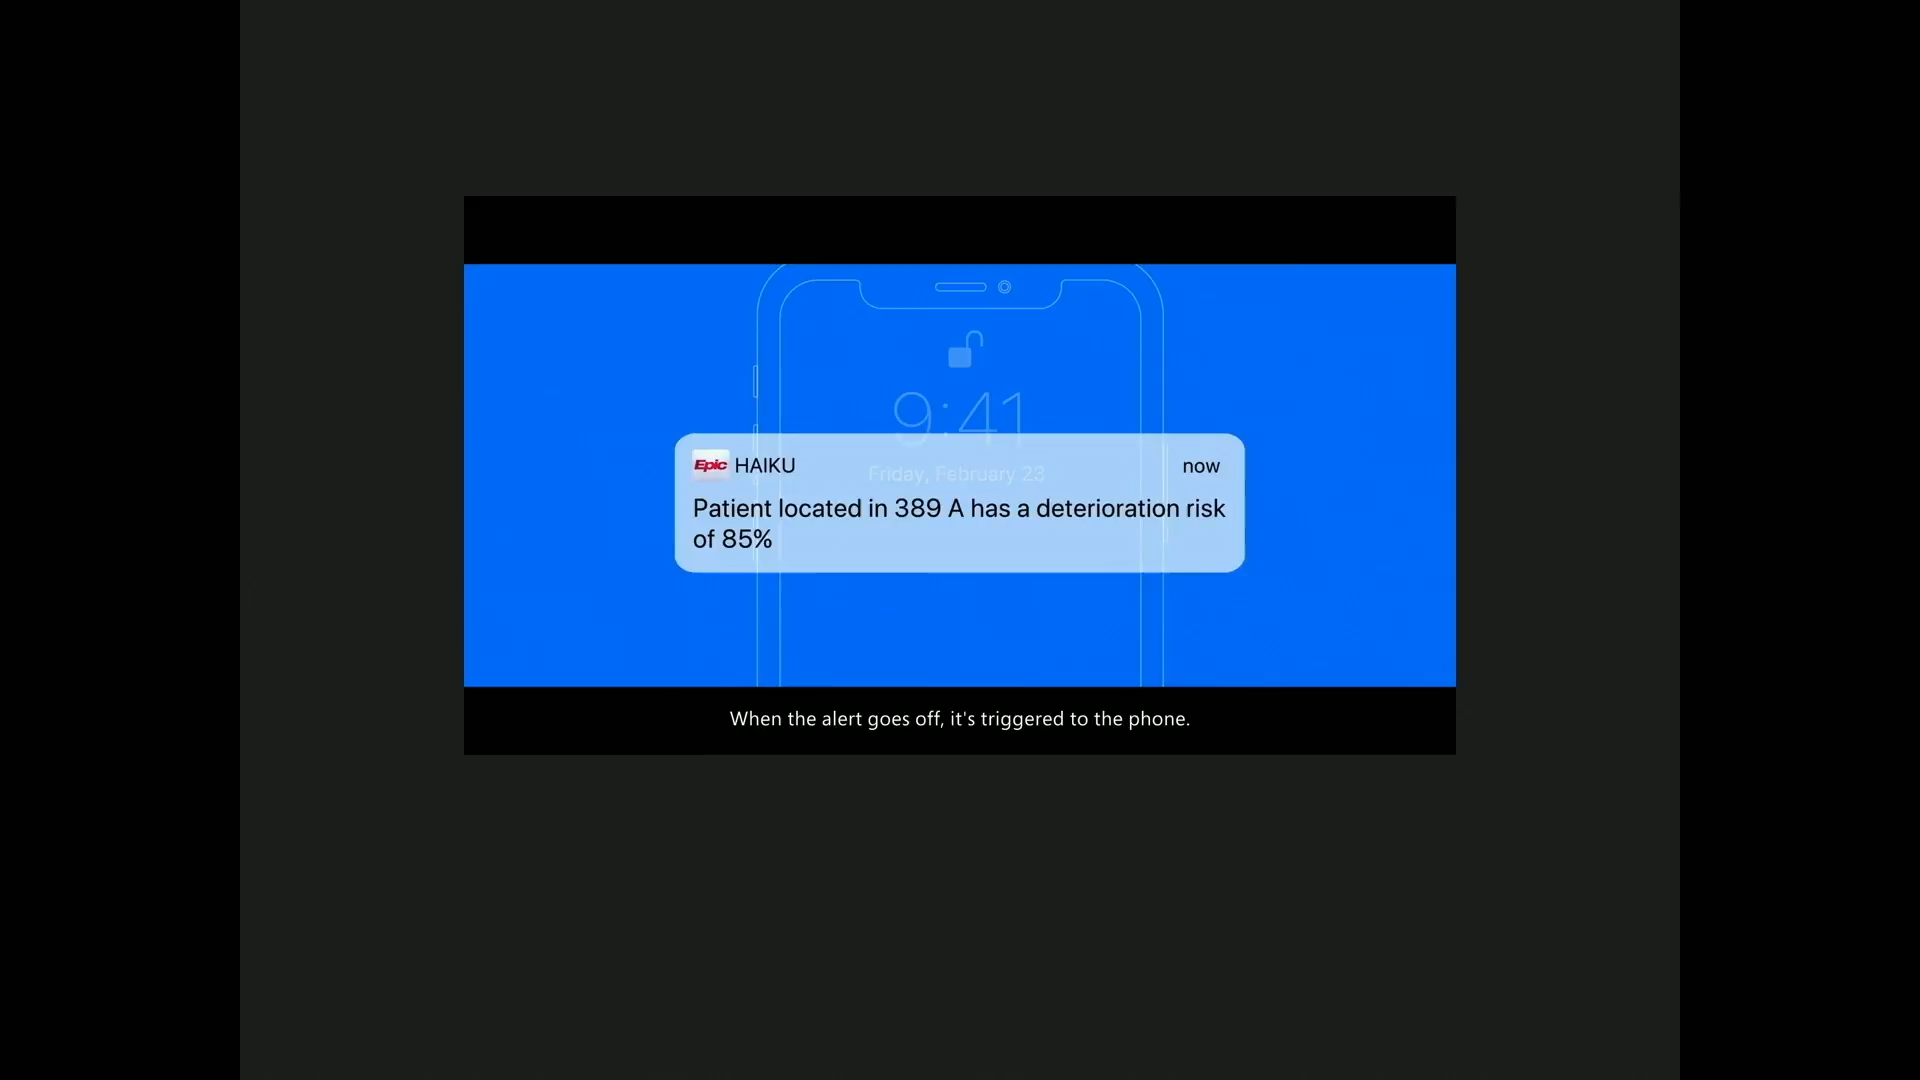 9:41
Friday, February 23
Epic HAIKU now
Patient located in 389 A has a deterioration risk
of 85%
When the alert goes off, it's triggered to the phone.